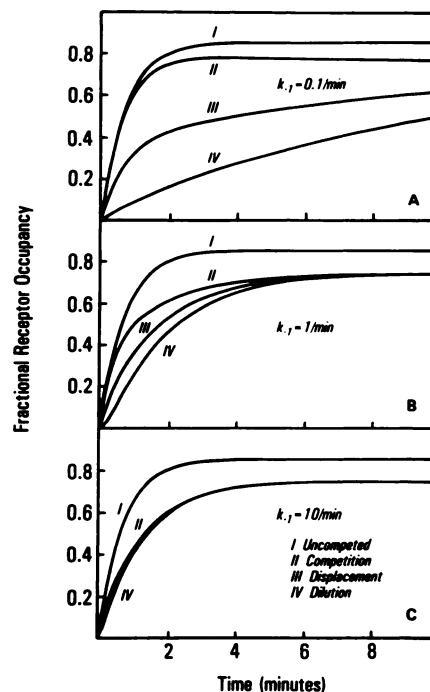 Fractional Receptor Occupancy
0.8
0.6
0.4
0.2
I
II
III
IV
k-1 = 0.1/min
A
0.8
0.6
0.4
0.2
I
II
III
IV
k-1 = 1/min
B
0.8
0.6
0.4
0.2
I
II
IV
k-1 = 10/min
I Uncompeted
II Competition
III Displacement
IV Dilution
C
2 4 6 8
Time (minutes)